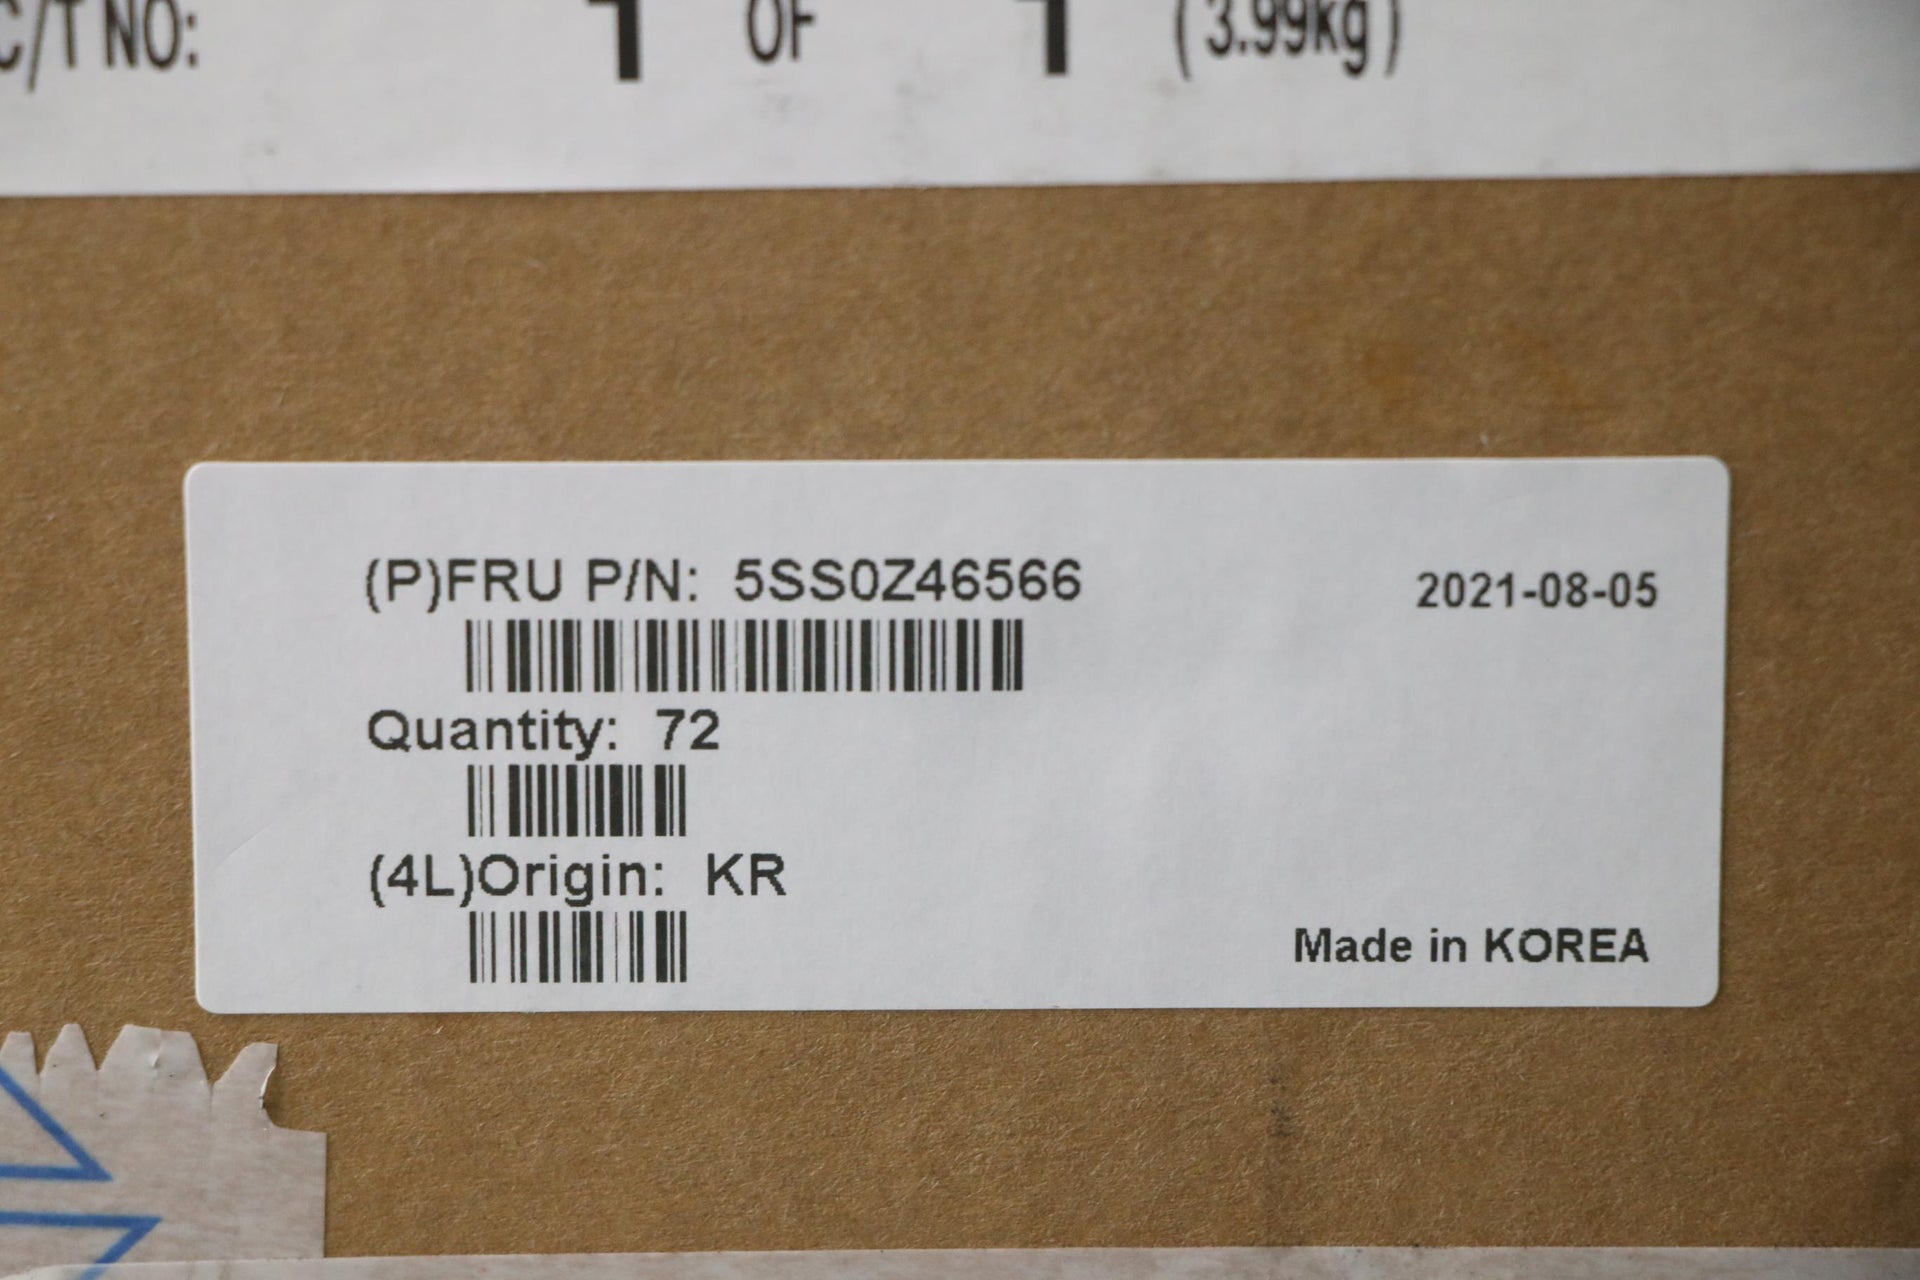 C/T NO: 1 OF 1 (3.99kg)
(P)FRU P/N: 5SS0Z46566 2021-08-05
Quantity: 72
(4L)Origin: KR
Made in KOREA